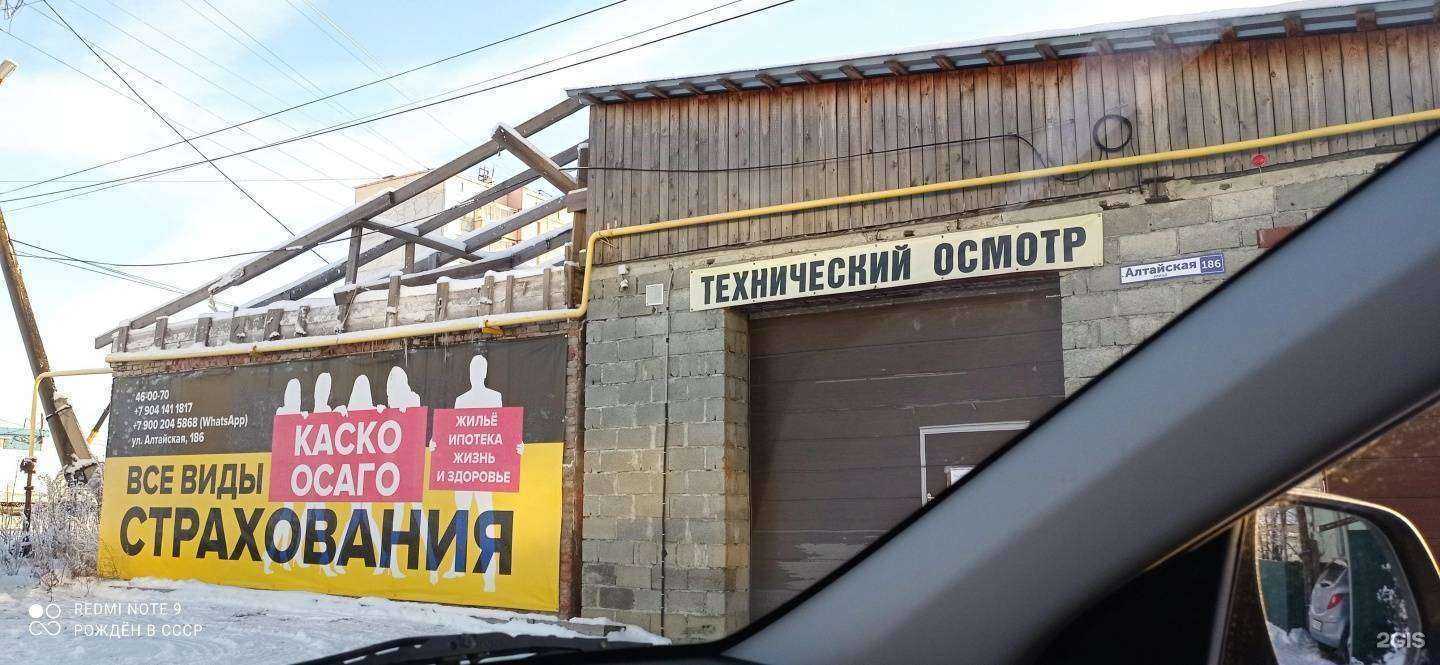 ТЕХНИЧЕСКИЙ ОСМОТР
Алтайская 186
46-00-70
+7 904 141 1817
+7 900 204 5868 (WhatsApp)
ул. Алтайская, 186
КАСКО
ОСАГО
ЖИЛЬЁ
ИПОТЕКА
ЖИЗНЬ
И ЗДОРОВЬЕ
ВСЕ ВИДЫ
СТРАХОВАНИЯ
REDMI NOTE 9
РОЖДЁН В СССР
2GIS